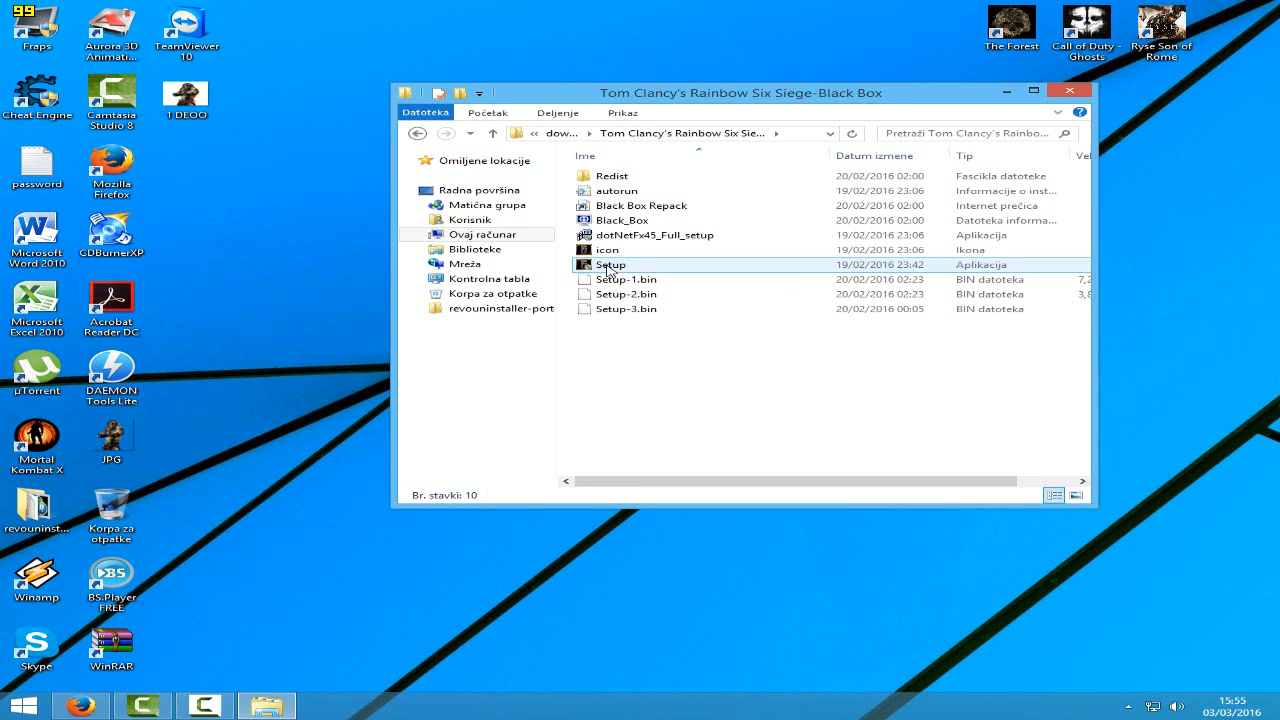 99
Fraps
Aurora 3D
Animati...
TeamViewer
10
The Forest
Call of Duty -
Ghosts
Ryse Son of
Rome
Cheat Engine
Camtasia
Studio 8
1 DEOO
password
Mozilla
Firefox
Microsoft
Word 2010
CDBurnerXP
Microsoft
Excel 2010
Acrobat
Reader DC
µTorrent
DAEMON
Tools Lite
Mortal
Kombat X
JPG
revouninst...
Korpa za
otpatke
Winamp
BS.Player
FREE
Skype
WinRAR
Tom Clancy's Rainbow Six Siege-Black Box
Datoteka Početak Deljenje Prikaz
« dow... Tom Clancy's Rainbow Six Sie... Pretraži Tom Clancy's Rainbo...
Omiljene lokacije
Radna površina
Matična grupa
Korisnik
Ovaj računar
Biblioteke
Mreža
Kontrolna tabla
Korpa za otpatke
revouninstaller-port
Ime Datum izmene Tip Vel
Redist 20/02/2016 02:00 Fascikla datoteke
autorun 19/02/2016 23:06 Informacije o inst...
Black Box Repack 20/02/2016 02:00 Internet prečica
Black_Box 20/02/2016 02:00 Datoteka informa...
dotNetFx45_Full_setup 19/02/2016 23:06 Aplikacija
icon 19/02/2016 23:06 Ikona
Setup 19/02/2016 23:42 Aplikacija
Setup-1.bin 20/02/2016 02:23 BIN datoteka 7,2
Setup-2.bin 20/02/2016 02:23 BIN datoteka 3,8
Setup-3.bin 20/02/2016 00:05 BIN datoteka
Br. stavki: 10
15:55
03/03/2016